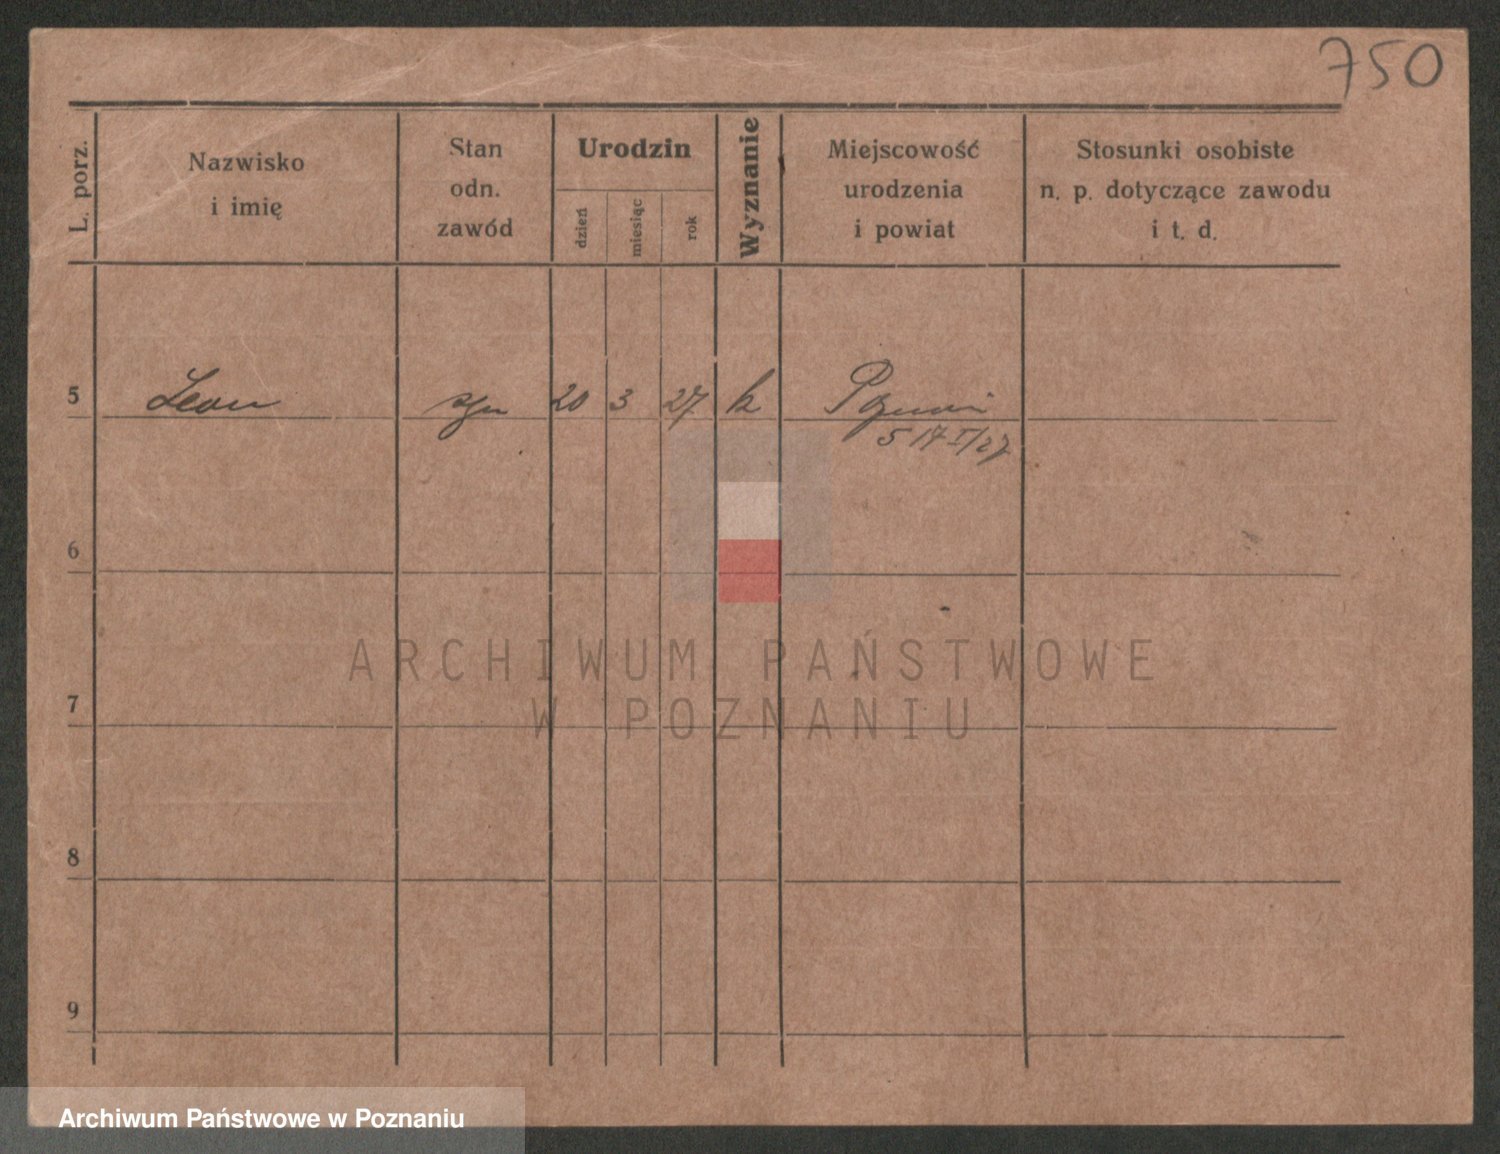 750
L. porz.
Nazwisko
i imię
Stan
odn.
zawód
Urodzin
dzień
miesiąc
rok
Wyznanie
Miejscowość
urodzenia
i powiat
Stosunki osobiste
n. p. dotyczące zawodu
i t. d.
5 Leon syn 20 3 27 k Poznań
6
7
8
9
ARCHIWUM PAŃSTWOWE
W POZNANIU
Archiwum Państwowe w Poznaniu